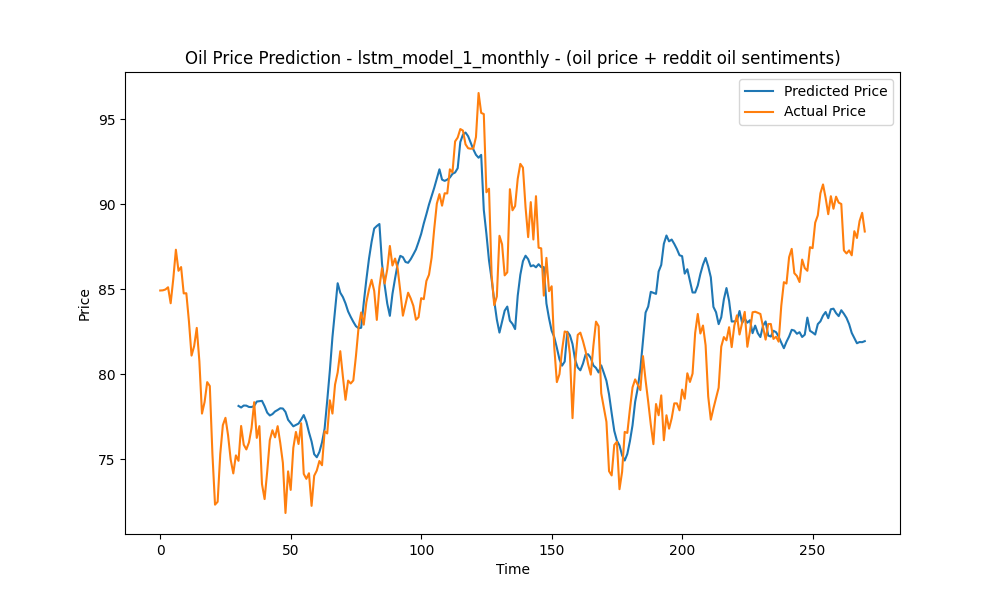 Oil Price Prediction - lstm_model_1_monthly - (oil price + reddit oil sentiments)
Predicted Price
Actual Price
95
90
85
80
75
Price
0 50 100 150 200 250
Time